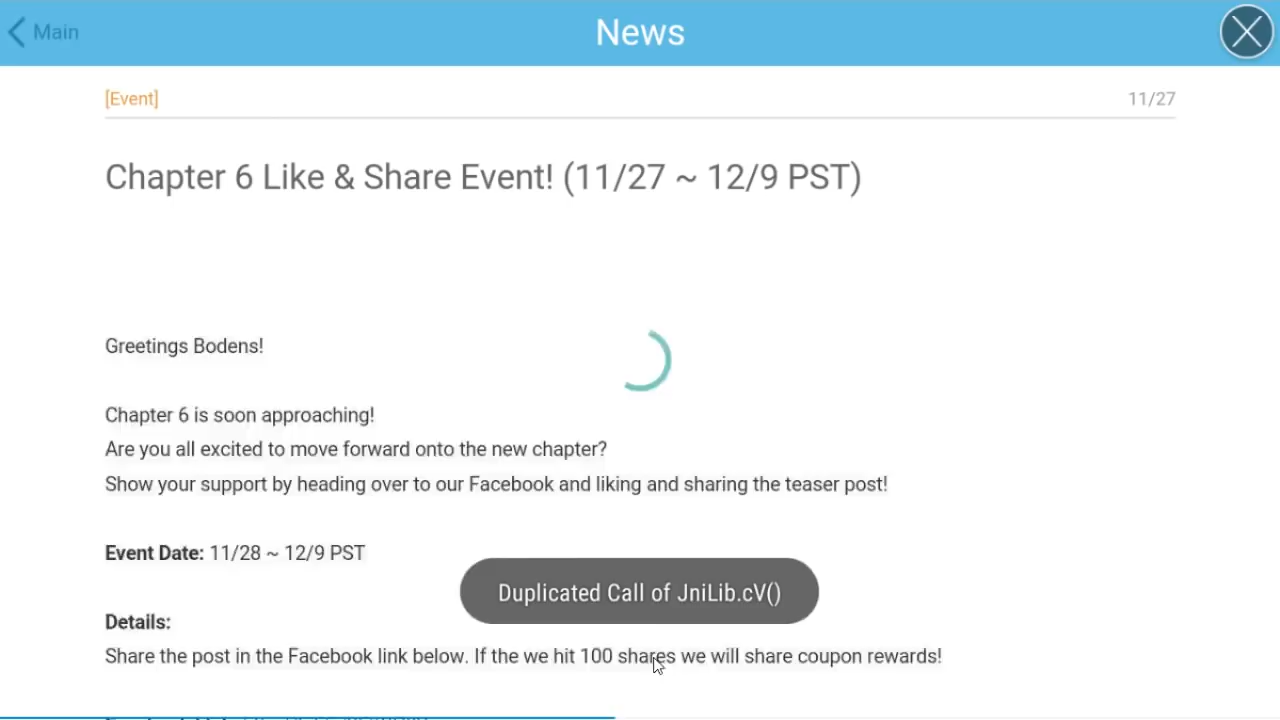 Main
News
[Event]
11/27
Chapter 6 Like & Share Event! (11/27 ~ 12/9 PST)
Greetings Bodens!
Chapter 6 is soon approaching!
Are you all excited to move forward onto the new chapter?
Show your support by heading over to our Facebook and liking and sharing the teaser post!
Event Date: 11/28 ~ 12/9 PST
Duplicated Call of JniLib.cV()
Details:
Share the post in the Facebook link below. If the we hit 100 shares we will share coupon rewards!